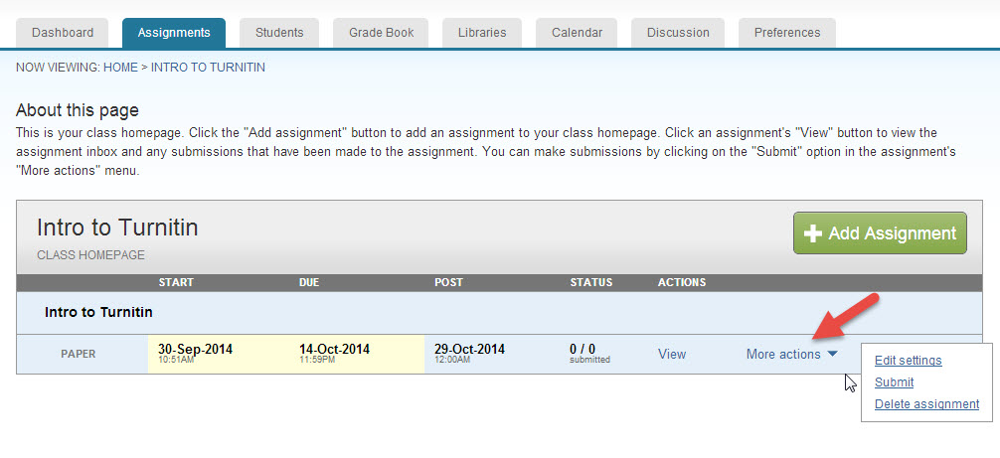 Dashboard Assignments Students Grade Book Libraries Calendar Discussion Preferences
NOW VIEWING: HOME > INTRO TO TURNITIN
About this page
This is your class homepage. Click the "Add assignment" button to add an assignment to your class homepage. Click an assignment's "View" button to view the
assignment inbox and any submissions that have been made to the assignment. You can make submissions by clicking on the "Submit" option in the assignment's
"More actions" menu.
Intro to Turnitin
Add Assignment
CLASS HOMEPAGE
START DUE POST STATUS ACTIONS
Intro to Turnitin
PAPER 30-Sep-2014 14-Oct-2014 29-Oct-2014 0 / 0 View More actions
10:51AM 11:59PM 12:00AM submitted
Edit settings
Submit
Delete assignment